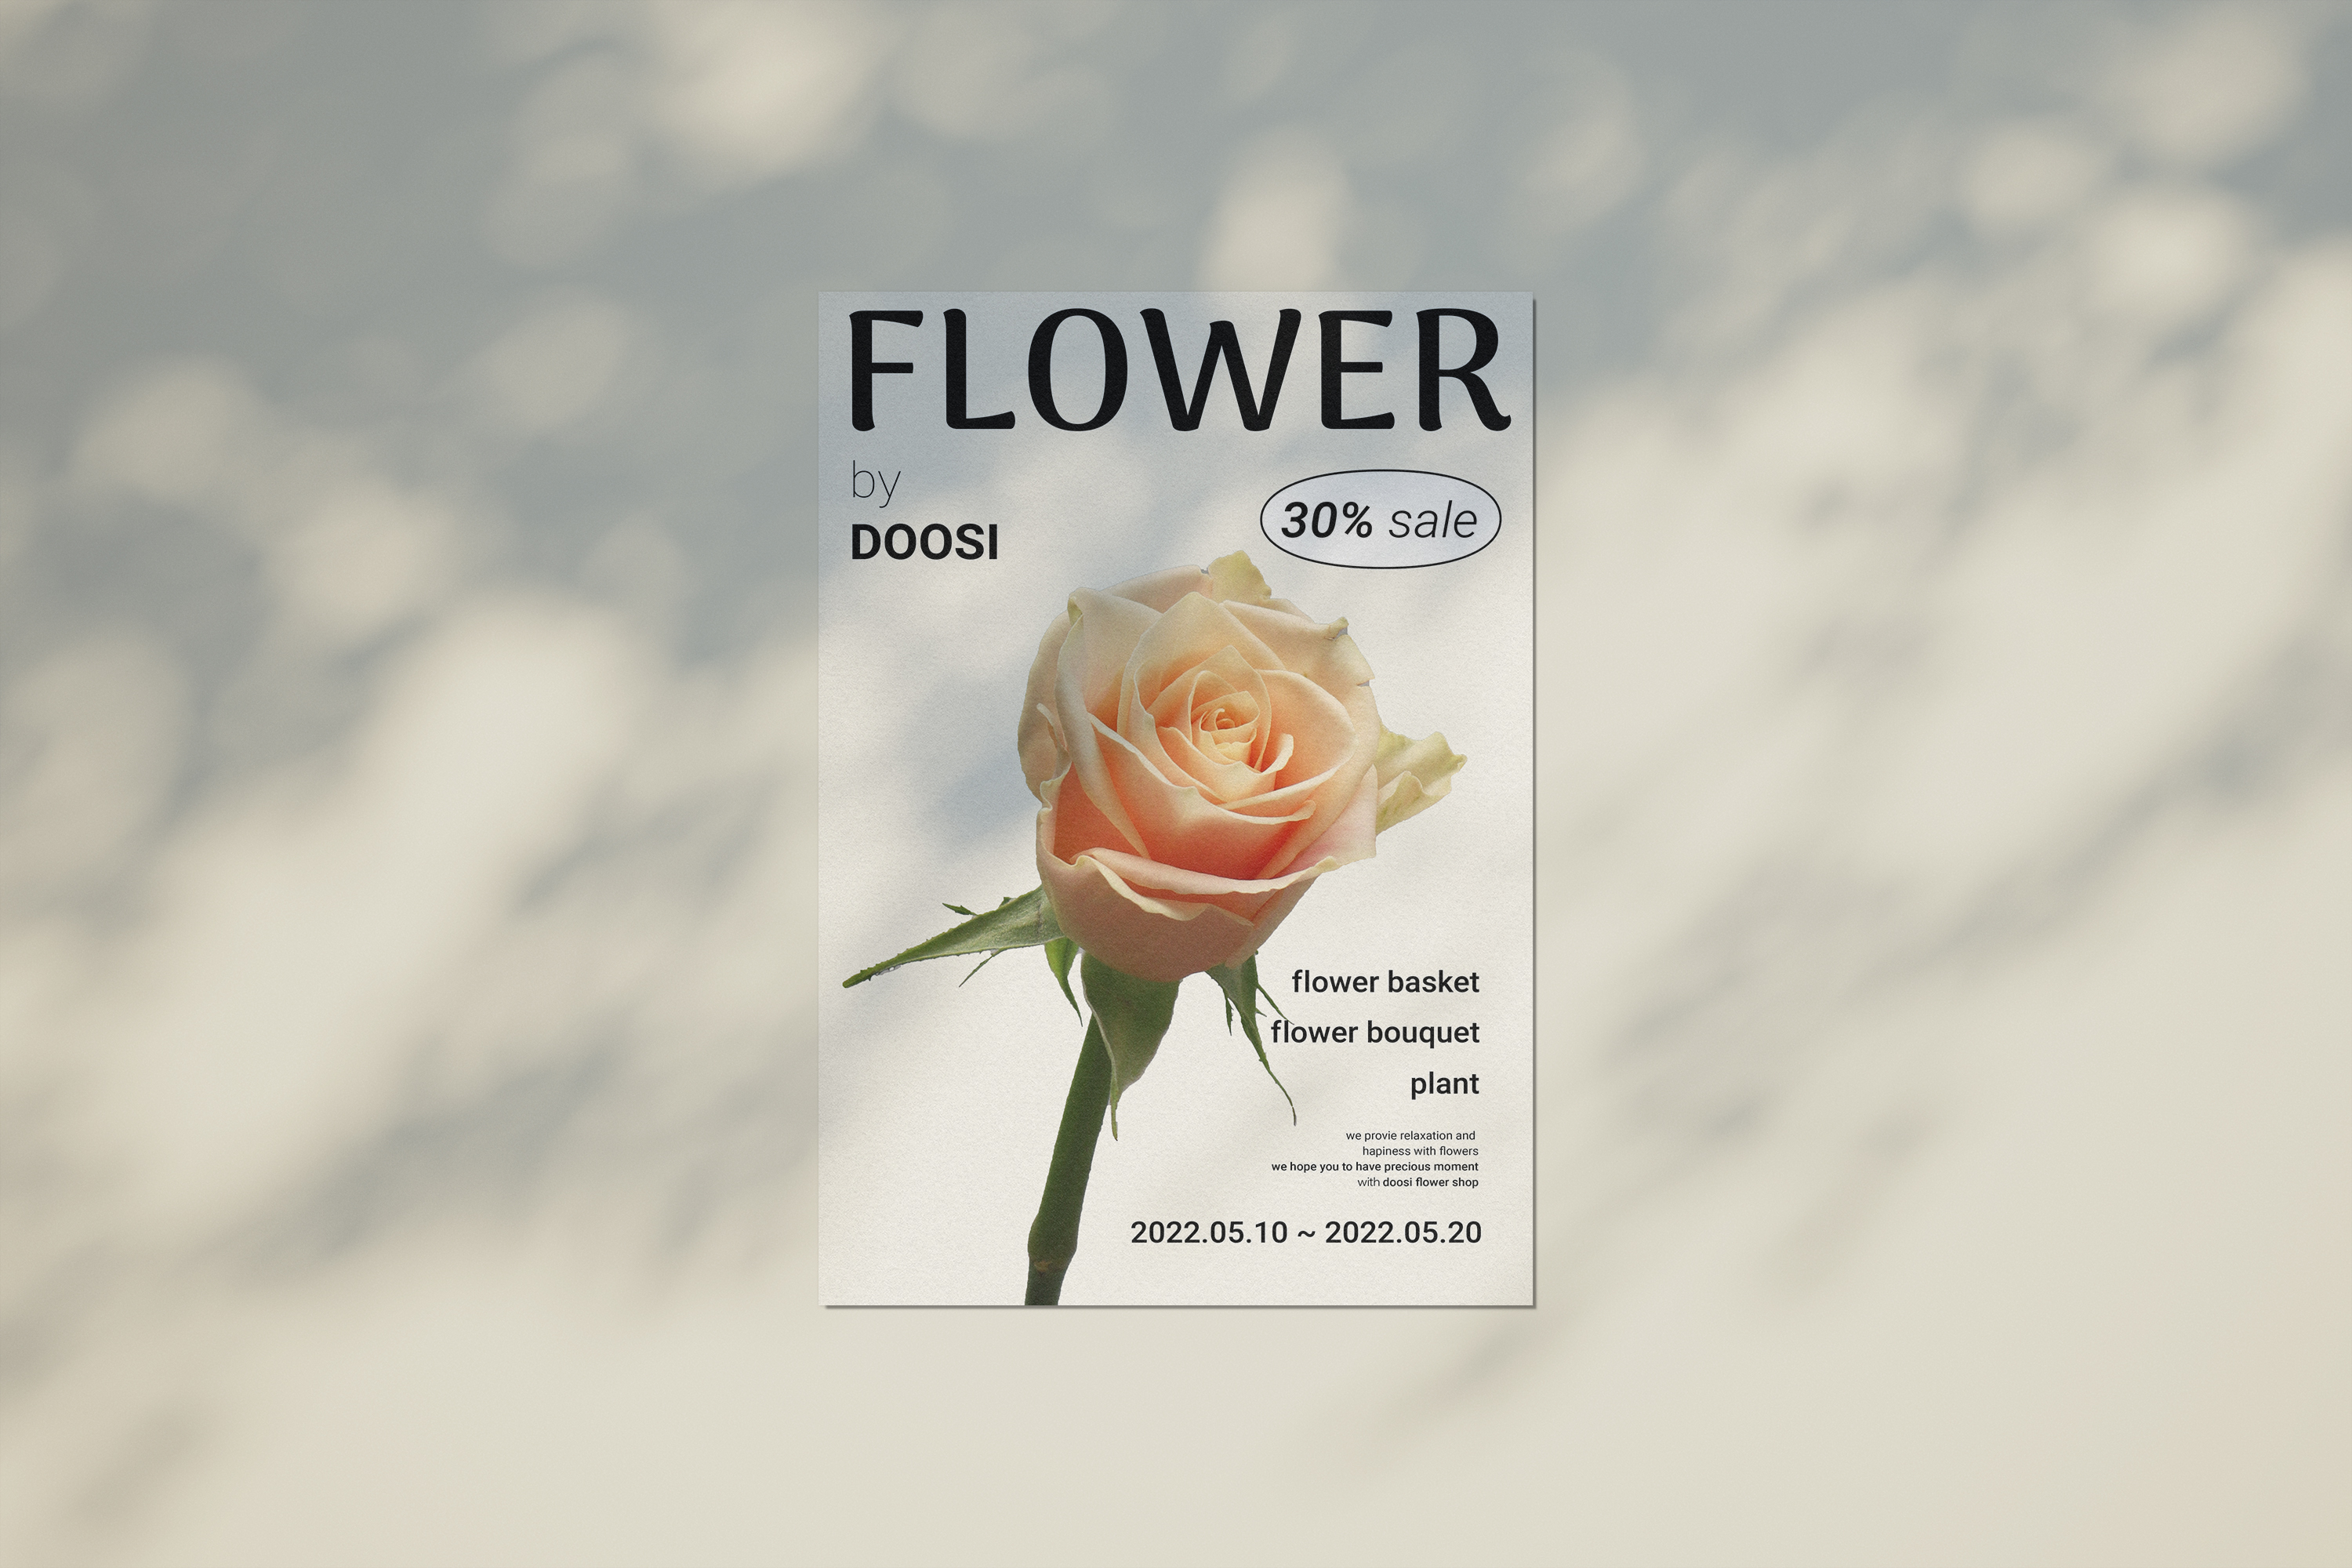 FLOWER
by
DOOSI
30% sale
flower basket
flower bouquet
plant
we provie relaxation and
hapiness with flowers
we hope you to have precious moment
with doosi flower shop
2022.05.10 ~ 2022.05.20